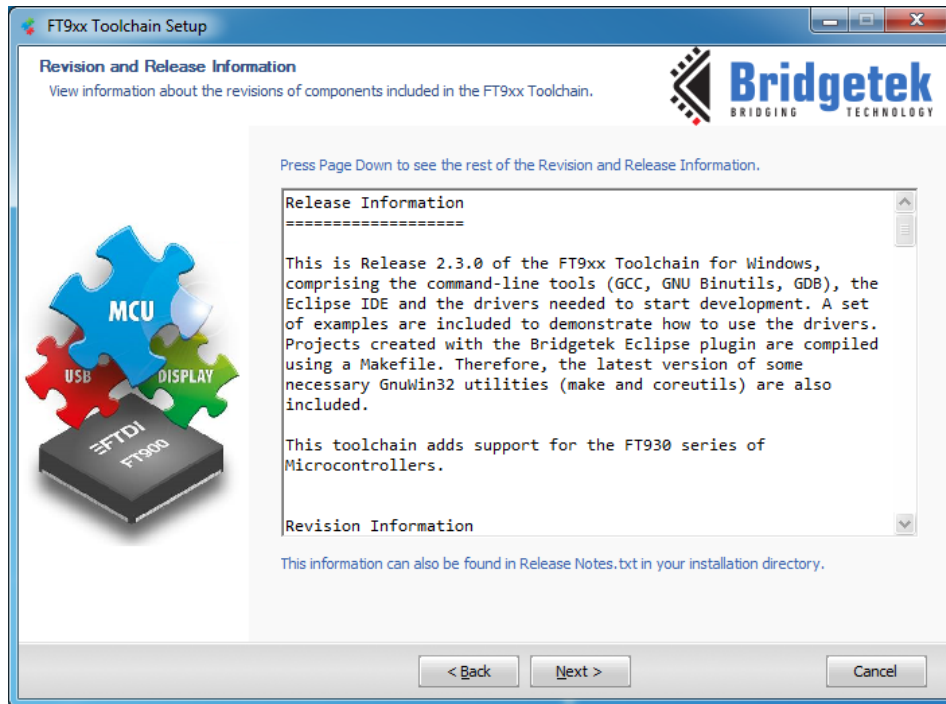 FT9xx Toolchain Setup
Revision and Release Information
View information about the revisions of components included in the FT9xx Toolchain.
Bridgetek
BRIDGING TECHNOLOGY
Press Page Down to see the rest of the Revision and Release Information.
Release Information
===================
This is Release 2.3.0 of the FT9xx Toolchain for Windows,
comprising the command-line tools (GCC, GNU Binutils, GDB), the
Eclipse IDE and the drivers needed to start development. A set
of examples are included to demonstrate how to use the drivers.
Projects created with the Bridgetek Eclipse plugin are compiled
using a Makefile. Therefore, the latest version of some
necessary GnuWin32 utilities (make and coreutils) are also
included.
This toolchain adds support for the FT930 series of
Microcontrollers.
Revision Information
MCU
USB
DISPLAY
FTDI
FT900
This information can also be found in Release Notes.txt in your installation directory.
< Back
Next >
Cancel